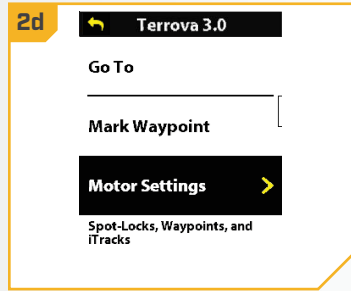 2d
Terrova 3.0
Go To
Mark Waypoint
Motor Settings
Spot-Locks, Waypoints, and
iTracks